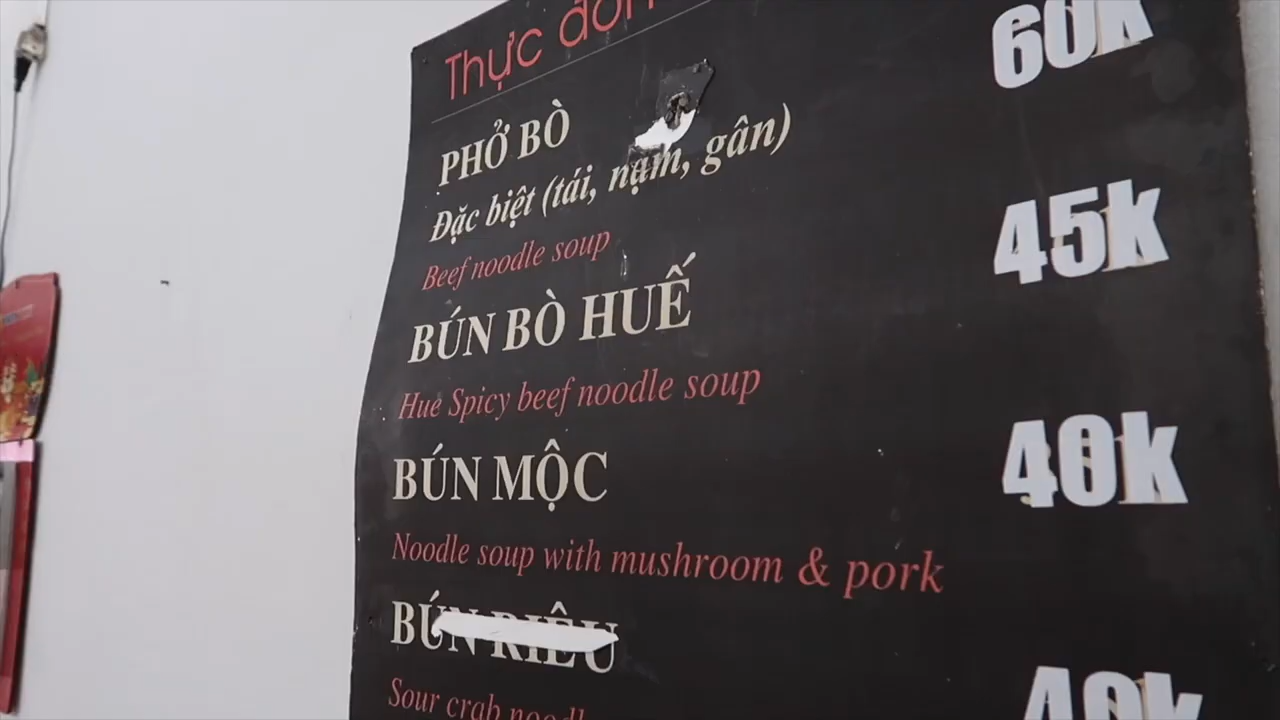 Thực đơn
60k
PHỞ BÒ
Đặc biệt (tái, nạm, gân)
Beef noodle soup
45k
BÚN BÒ HUẾ
Hue Spicy beef noodle soup
40k
BÚN MỘC
Noodle soup with mushroom & pork
40k
BÚN RIÊU
Sour crab noodl